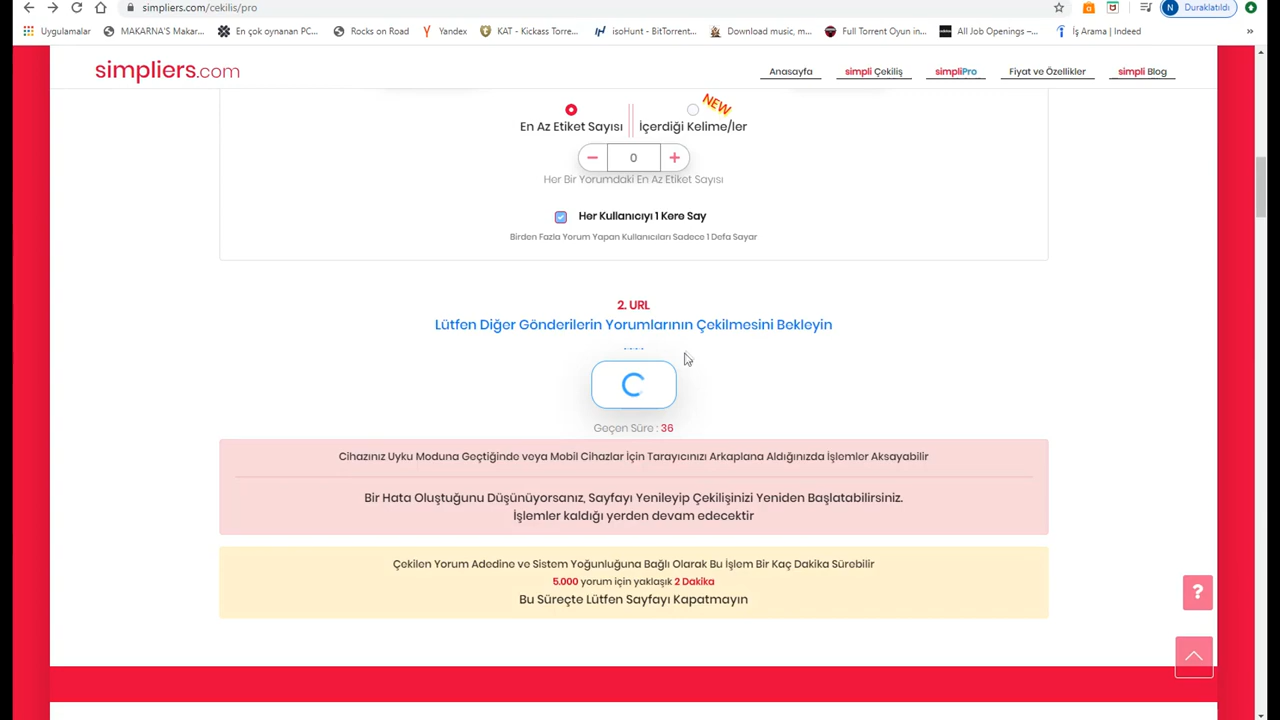 simpliers.com/cekilis/pro
N Duraklatıldı
Uygulamalar MAKARNA'S Makar... En çok oynanan PC... Rocks on Road Yandex KAT - Kickass Torre... isoHunt - BitTorrent... Download music, m... Full Torrent Oyun in... All Job Openings –... İş Arama | Indeed »
simpliers.com Anasayfa simpli Çekiliş simpliPro Fiyat ve Özellikler simpli Blog
NEW
En Az Etiket Sayısı İçerdiği Kelime/ler
− 0 +
Her Bir Yorumdaki En Az Etiket Sayısı
Her Kullanıcıyı 1 Kere Say
Birden Fazla Yorum Yapan Kullanıcıları Sadece 1 Defa Sayar
2. URL
Lütfen Diğer Gönderilerin Yorumlarının Çekilmesini Bekleyin
....
Geçen Süre : 36
Cihazınız Uyku Moduna Geçtiğinde veya Mobil Cihazlar İçin Tarayıcınızı Arkaplana Aldığınızda İşlemler Aksayabilir
Bir Hata Oluştuğunu Düşünüyorsanız, Sayfayı Yenileyip Çekilişinizi Yeniden Başlatabilirsiniz.
İşlemler kaldığı yerden devam edecektir
Çekilen Yorum Adedine ve Sistem Yoğunluğuna Bağlı Olarak Bu İşlem Bir Kaç Dakika Sürebilir
5.000 yorum için yaklaşık 2 Dakika
Bu Süreçte Lütfen Sayfayı Kapatmayın
?